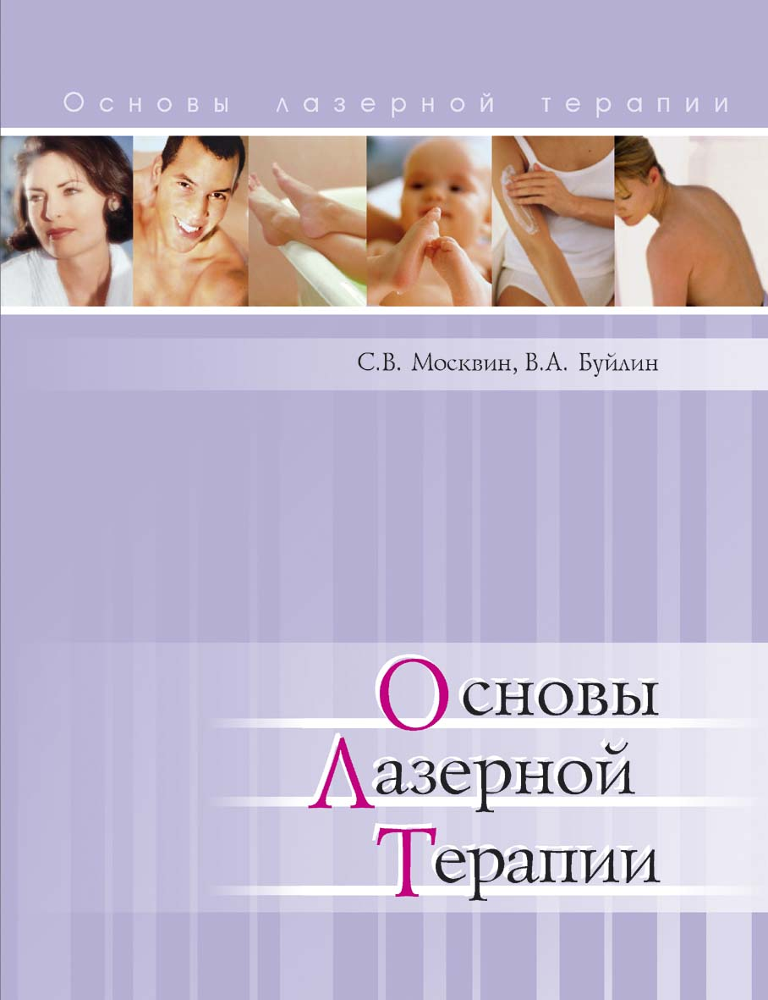 Основы лазерной терапии
С.В. Москвин, В.А. Буйлин
Основы
Лазерной
Терапии